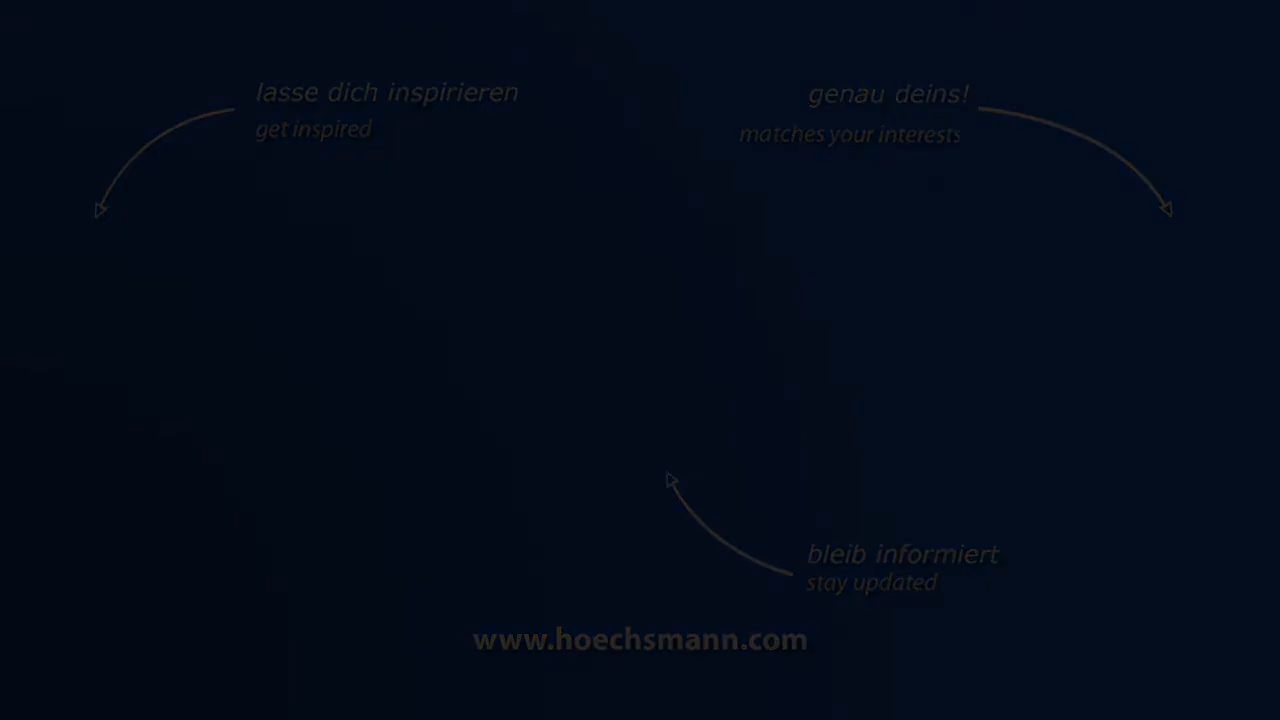 lasse dich inspirieren
get inspired
genau deins!
matches your interests
bleib informiert
stay updated
www.hoechsmann.com